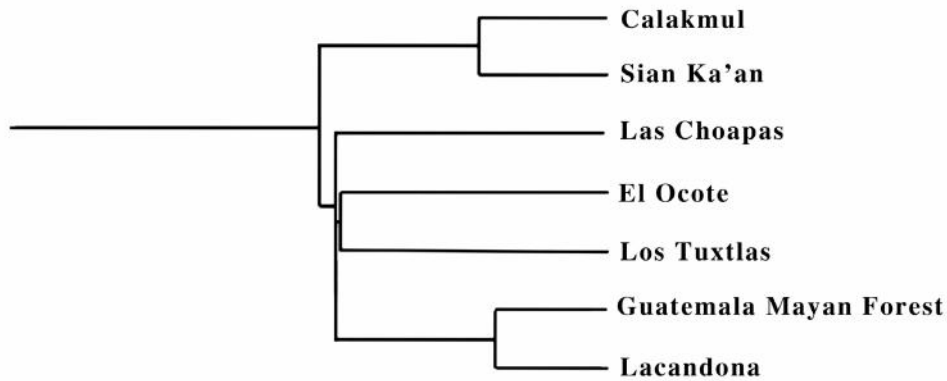 Calakmul
Sian Ka’an
Las Choapas
El Ocote
Los Tuxtlas
Guatemala Mayan Forest
Lacandona